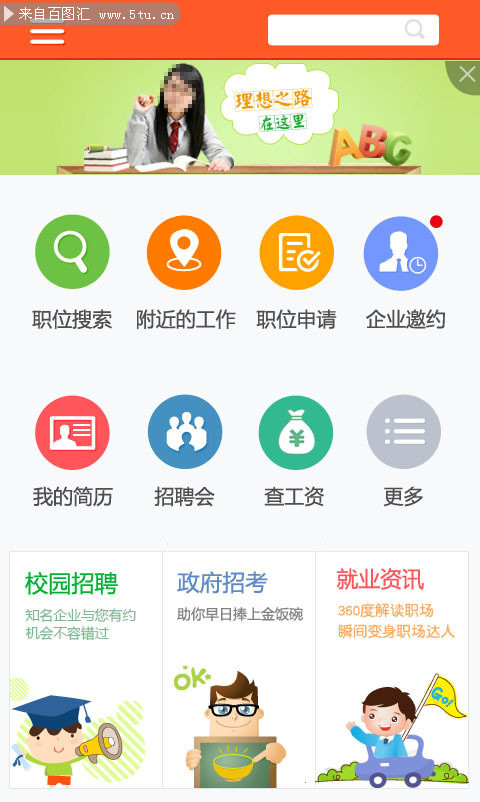 来自百图汇 www.5tu.cn
理想之路
在这里
ABC
职位搜索 附近的工作 职位申请 企业邀约
我的简历 招聘会 查工资 更多
校园招聘
知名企业与您有约
机会不容错过
政府招考
助你早日捧上金饭碗
OK
就业资讯
360度解读职场
瞬间变身职场达人
Go!